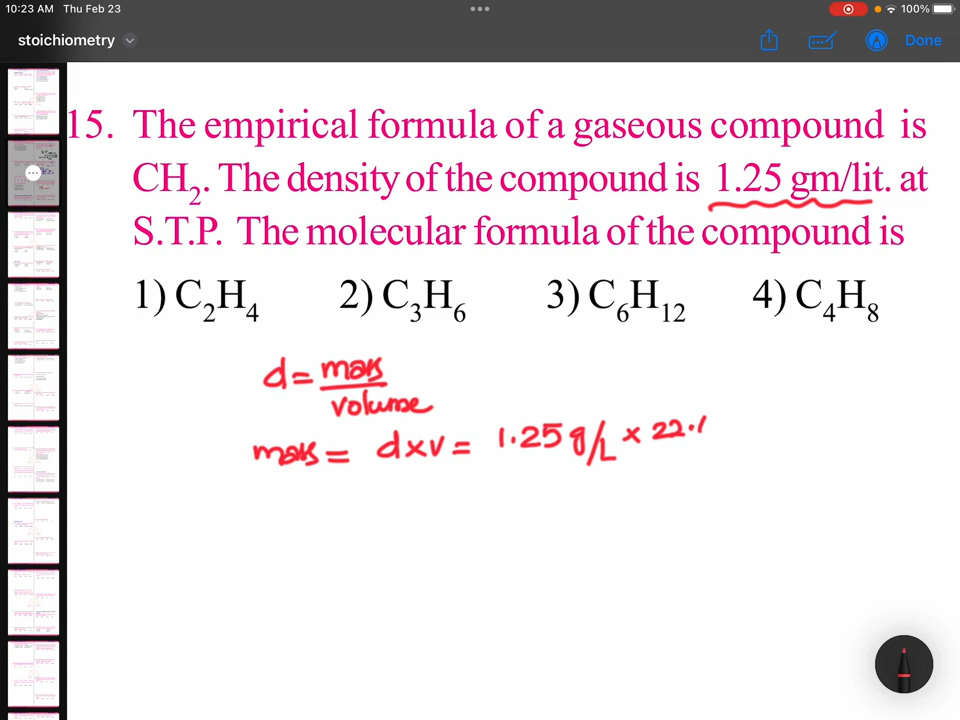 10:23 AM Thu Feb 23
100%
stoichiometry
Done
15. The empirical formula of a gaseous compound is
CH₂. The density of the compound is 1.25 gm/lit. at
S.T.P. The molecular formula of the compound is
1) C₂H₄ 2) C₃H₆ 3) C₆H₁₂ 4) C₄H₈
d = mass
volume
mass = d×v = 1.25 g/L × 22.